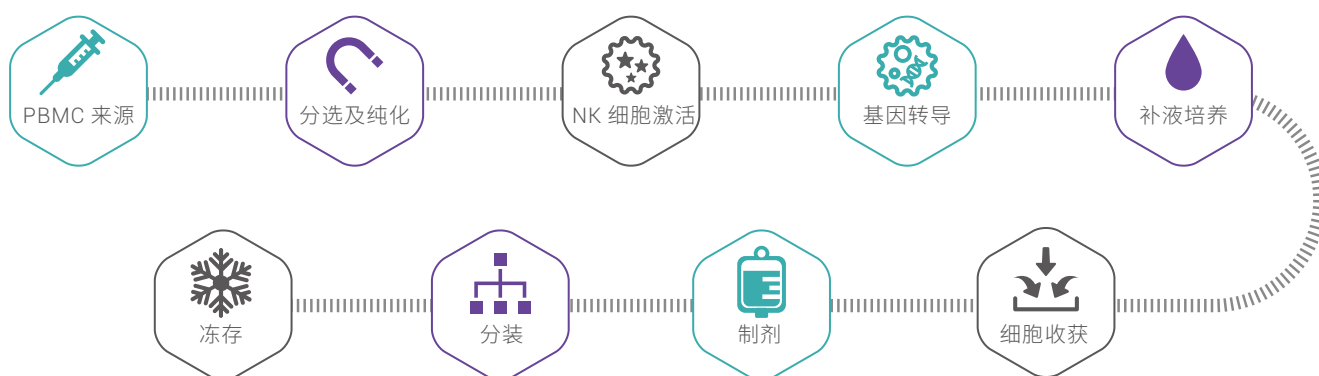 PBMC 来源
分选及纯化
NK 细胞激活
基因转导
补液培养
细胞收获
制剂
分装
冻存